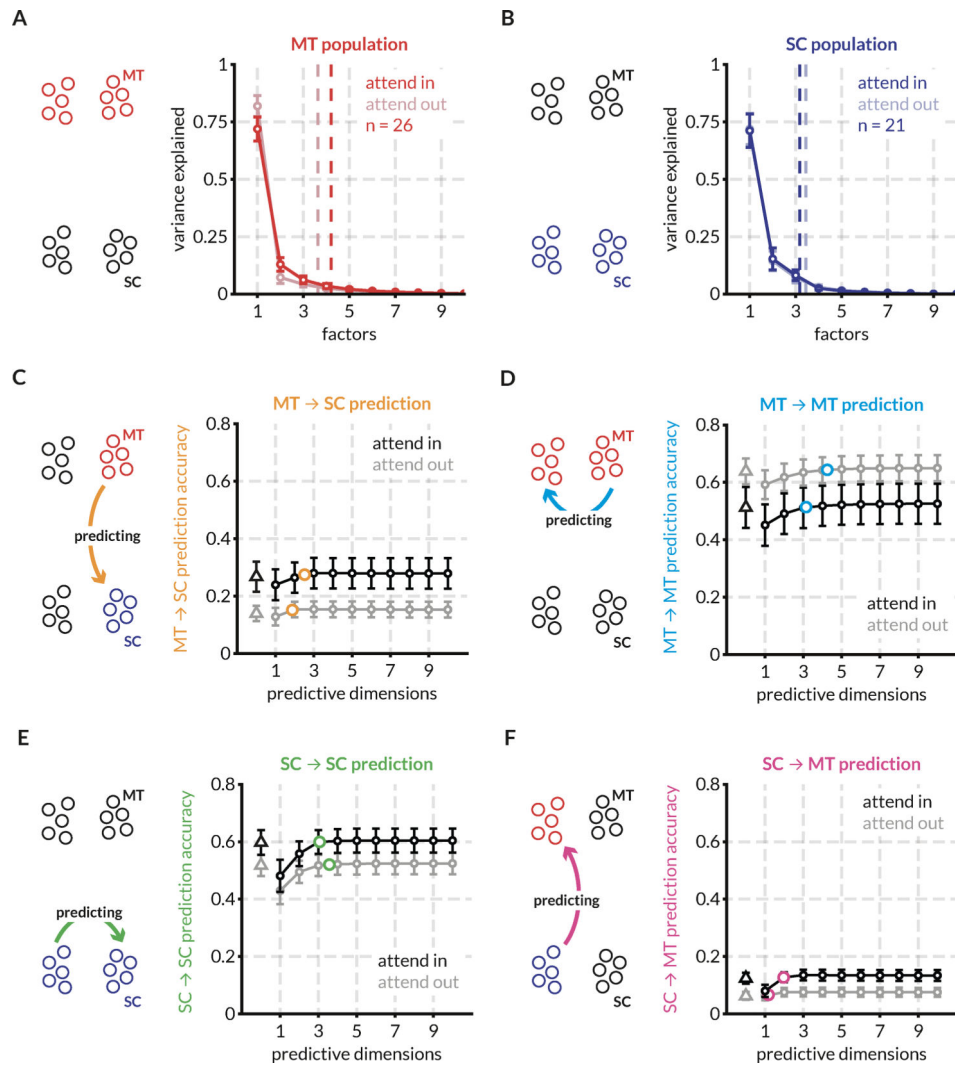 A
MT population
MT
SC
variance explained
1
0.75
0.5
0.25
0
attend in
attend out
n = 26
1 3 5 7 9
factors
B
SC population
MT
SC
variance explained
1
0.75
0.5
0.25
0
attend in
attend out
n = 21
1 3 5 7 9
factors
C
MT → SC prediction
MT
predicting
SC
MT → SC prediction accuracy
0.8
0.6
0.4
0.2
0
attend in
attend out
1 3 5 7 9
predictive dimensions
D
MT → MT prediction
MT
predicting
SC
MT → MT prediction accuracy
0.8
0.6
0.4
0.2
0
attend in
attend out
1 3 5 7 9
predictive dimensions
E
SC → SC prediction
MT
predicting
SC
SC → SC prediction accuracy
0.8
0.6
0.4
0.2
0
attend in
attend out
1 3 5 7 9
predictive dimensions
F
SC → MT prediction
MT
predicting
SC
SC → MT prediction accuracy
0.8
0.6
0.4
0.2
0
attend in
attend out
1 3 5 7 9
predictive dimensions